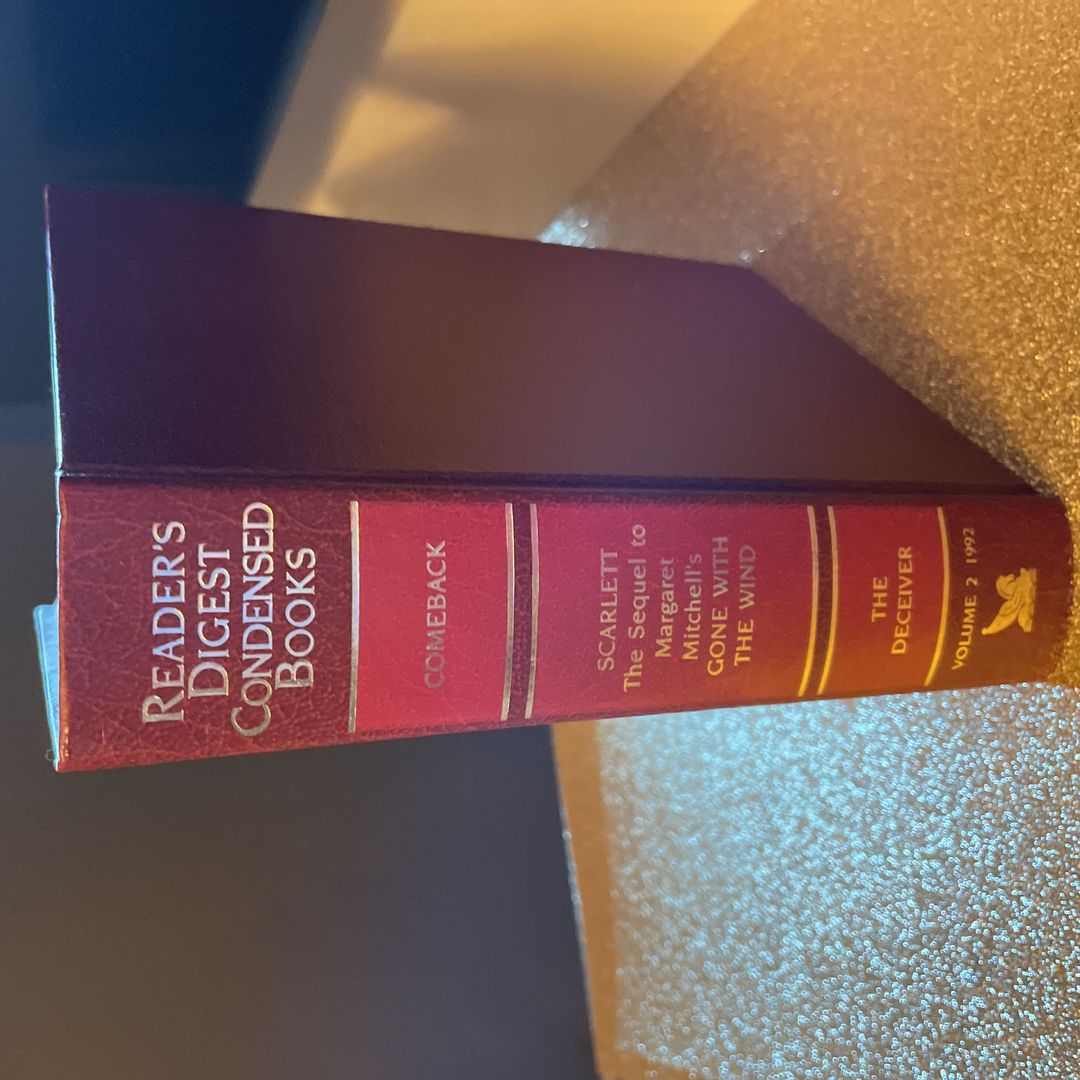 READER'S
DIGEST
CONDENSED
BOOKS
COMEBACK
SCARLETT
The Sequel to
Margaret
Mitchell's
GONE WITH
THE WIND
THE
DECEIVER
VOLUME 2 1992